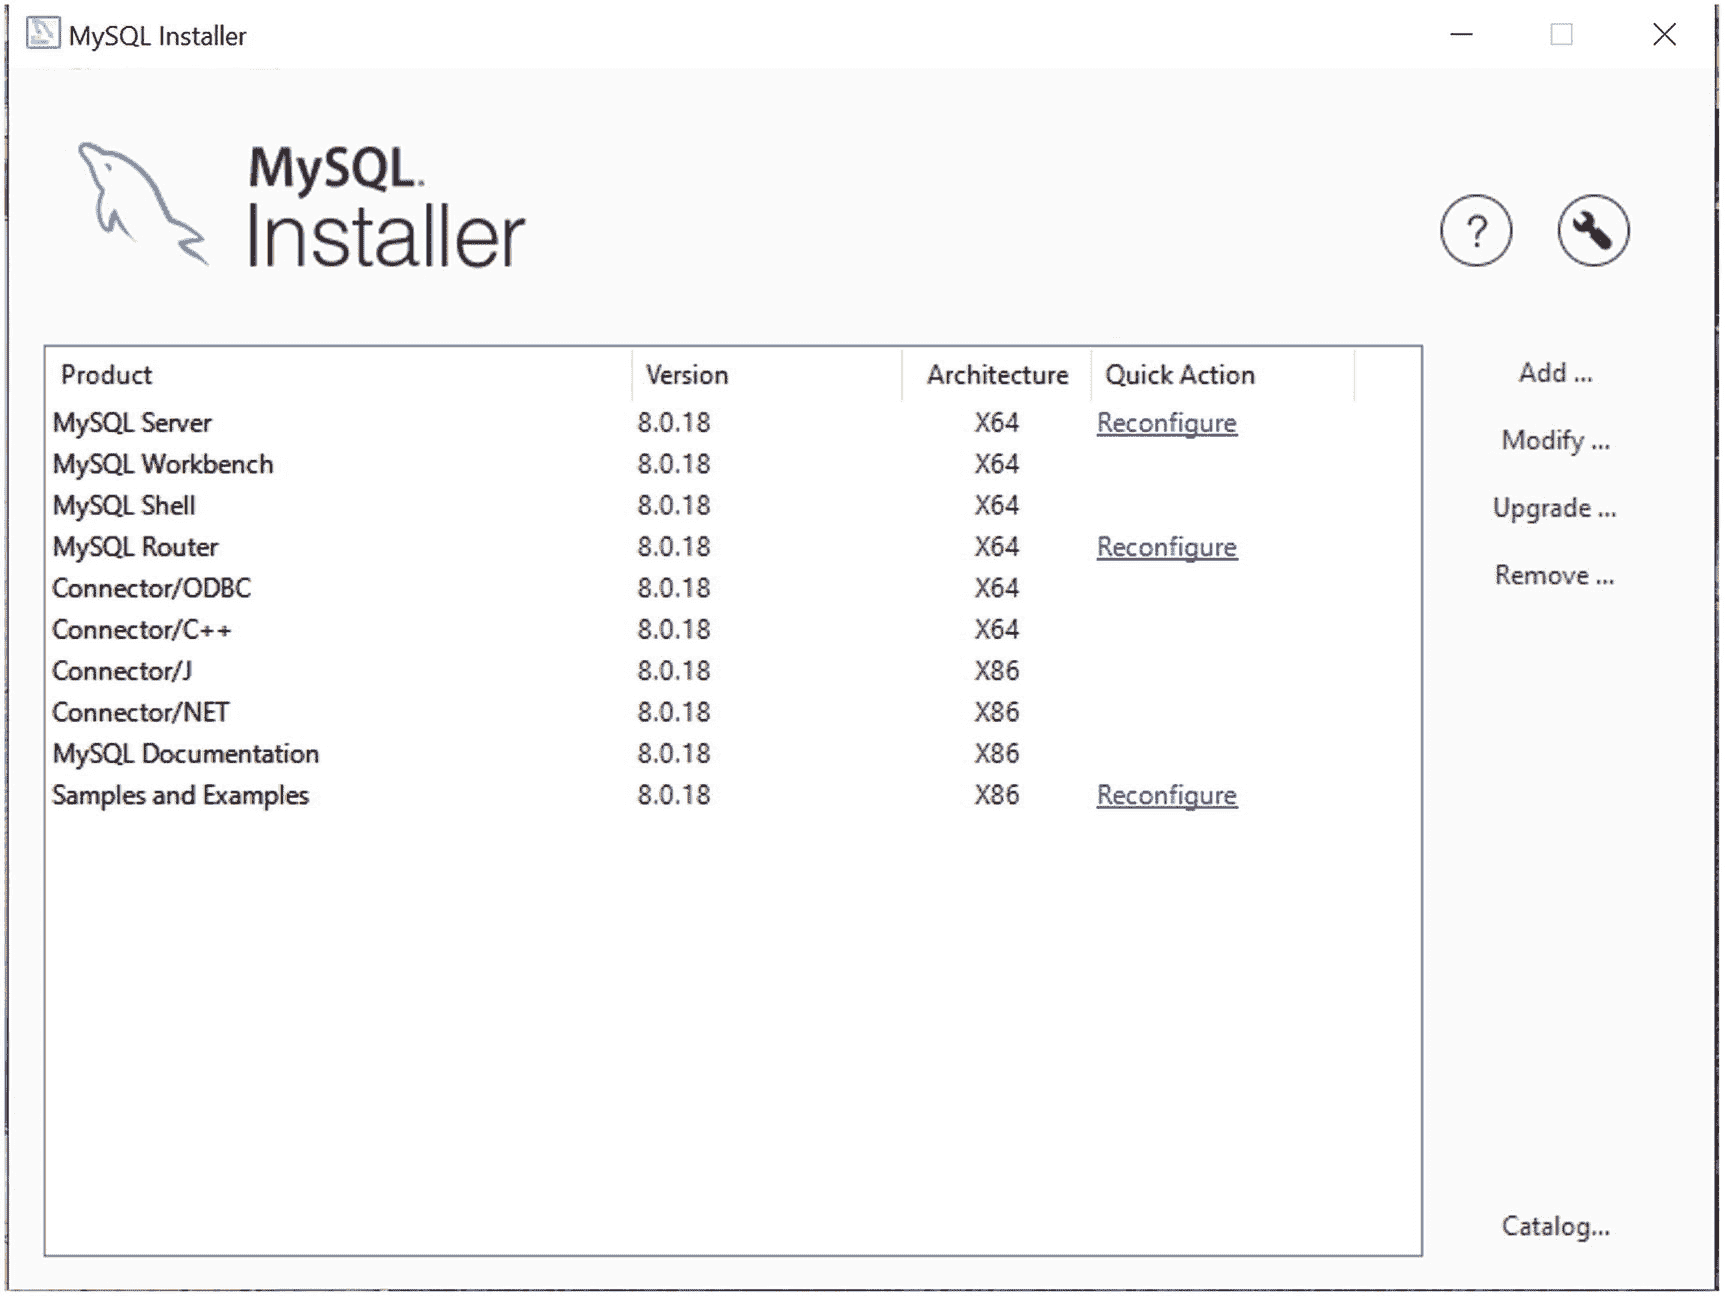 MySQL Installer
MySQL.
Installer
?
Product Version Architecture Quick Action
MySQL Server 8.0.18 X64 Reconfigure
MySQL Workbench 8.0.18 X64
MySQL Shell 8.0.18 X64
MySQL Router 8.0.18 X64 Reconfigure
Connector/ODBC 8.0.18 X64
Connector/C++ 8.0.18 X64
Connector/J 8.0.18 X86
Connector/NET 8.0.18 X86
MySQL Documentation 8.0.18 X86
Samples and Examples 8.0.18 X86 Reconfigure
Add ...
Modify ...
Upgrade ...
Remove ...
Catalog...